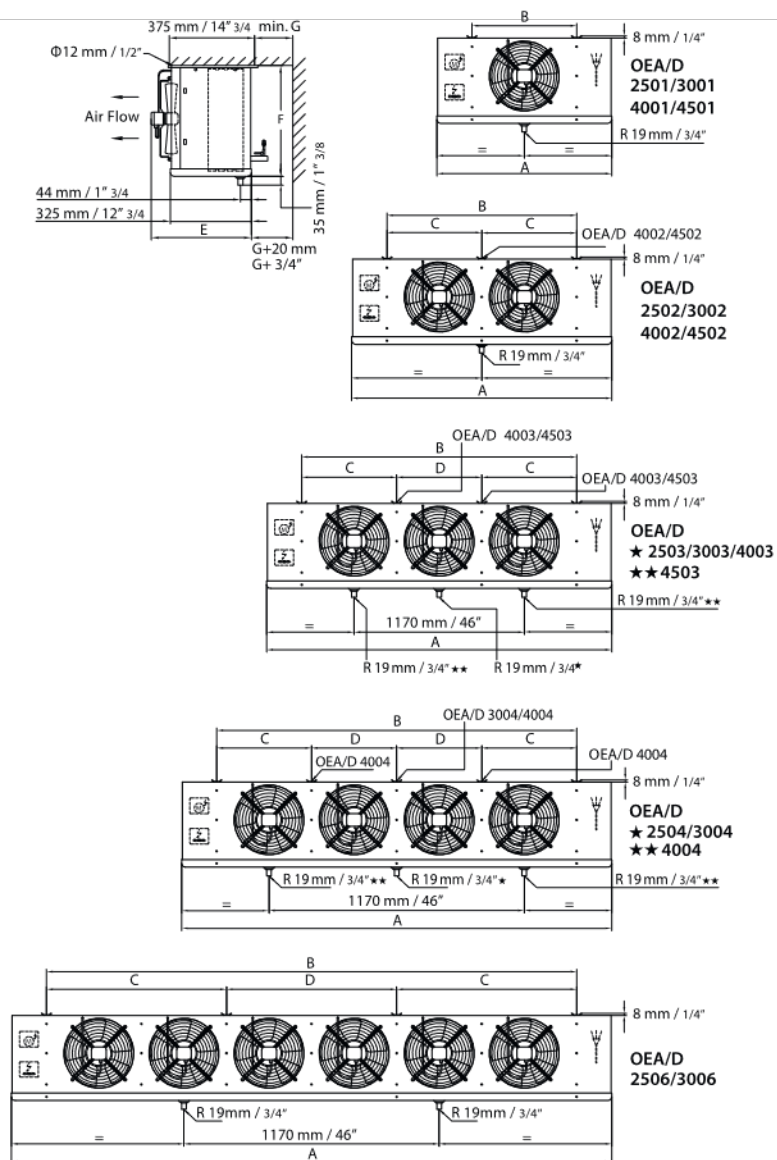 375 mm / 14" 3/4 min. G
Φ12 mm / 1/2"
Air Flow
F
35 mm / 1" 3/8
44 mm / 1" 3/4
325 mm / 12" 3/4
E
G+20 mm
G+ 3/4"
B
8 mm / 1/4"
OEA/D
2501/3001
4001/4501
R 19 mm / 3/4"
= =
A
B
C C
OEA/D 4002/4502
8 mm / 1/4"
OEA/D
2502/3002
4002/4502
R 19 mm / 3/4"
= =
A
OEA/D 4003/4503
B
C D C
OEA/D 4003/4503
8 mm / 1/4"
OEA/D
★ 2503/3003/4003
★★ 4503
R 19 mm / 3/4" ★★
= 1170 mm / 46" =
A
R 19 mm / 3/4" ★★ R 19 mm / 3/4★
OEA/D 3004/4004
B
C D D C
OEA/D 4004 OEA/D 4004
8 mm / 1/4"
OEA/D
★ 2504/3004
★★ 4004
R 19 mm / 3/4"★★ R 19 mm / 3/4"★ R 19 mm / 3/4"★★
= 1170 mm / 46" =
A
B
C D C
8 mm / 1/4"
OEA/D
2506/3006
R 19mm / 3/4" R 19mm / 3/4"
= 1170 mm / 46" =
A